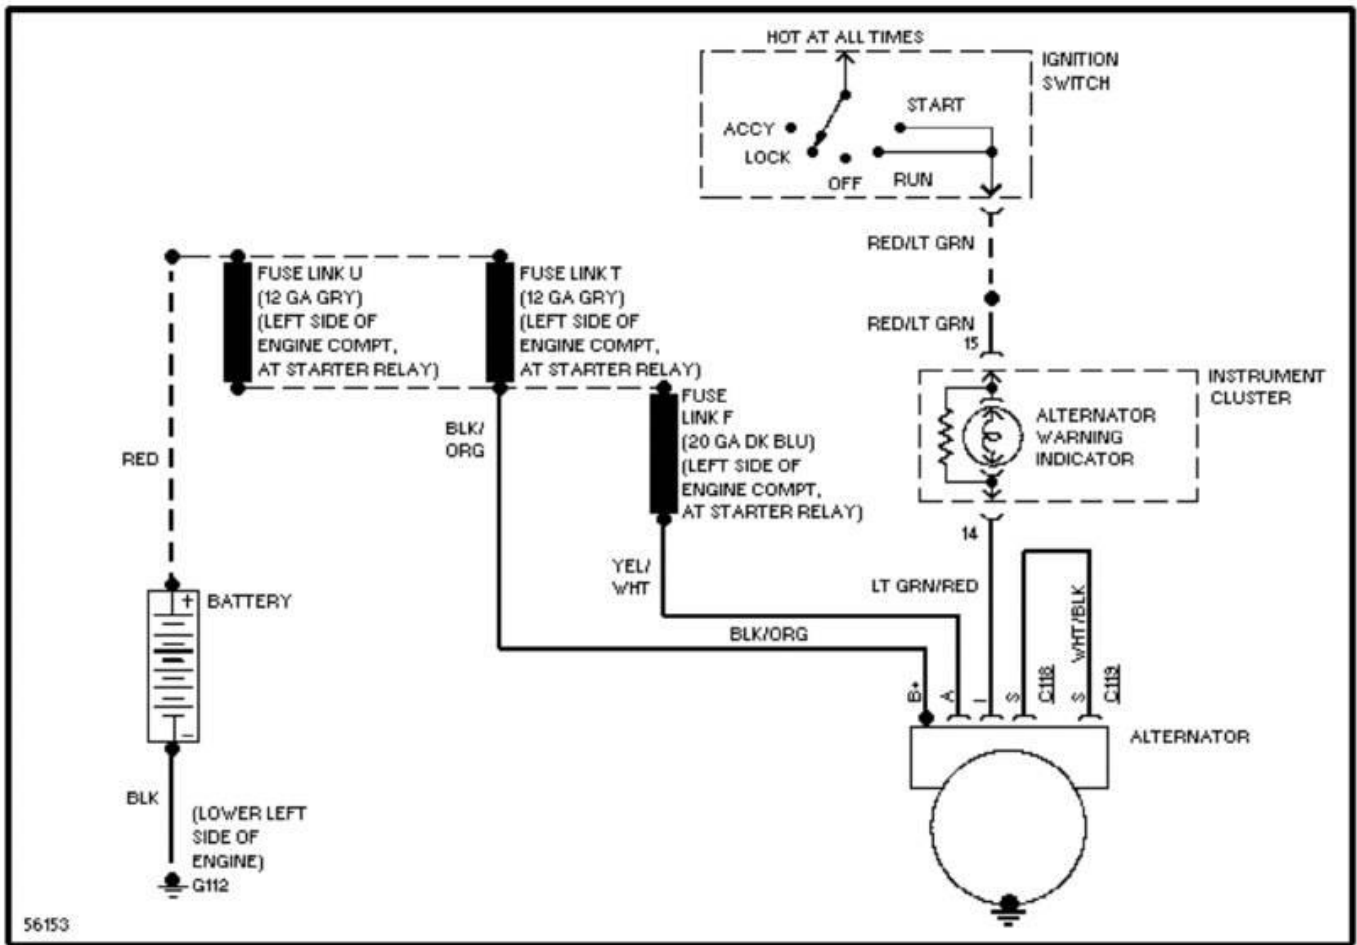 HOT AT ALL TIMES
IGNITION
SWITCH
START
ACCY
LOCK
OFF
RUN
RED/LT GRN
RED/LT GRN
15
FUSE LINK U
(12 GA GRY)
(LEFT SIDE OF
ENGINE COMPT,
AT STARTER RELAY)
FUSE LINK T
(12 GA GRY)
(LEFT SIDE OF
ENGINE COMPT,
AT STARTER RELAY)
FUSE
LINK F
(20 GA DK BLU)
(LEFT SIDE OF
ENGINE COMPT,
AT STARTER RELAY)
INSTRUMENT
CLUSTER
ALTERNATOR
WARNING
INDICATOR
14
BLK/
ORG
RED
YEL/
WHT
LT GRN/RED
WHT/BLK
BLK/ORG
BATTERY
+
−
B+
A
I
S
C118
S
C119
ALTERNATOR
BLK
(LOWER LEFT
SIDE OF
ENGINE)
G112
56153